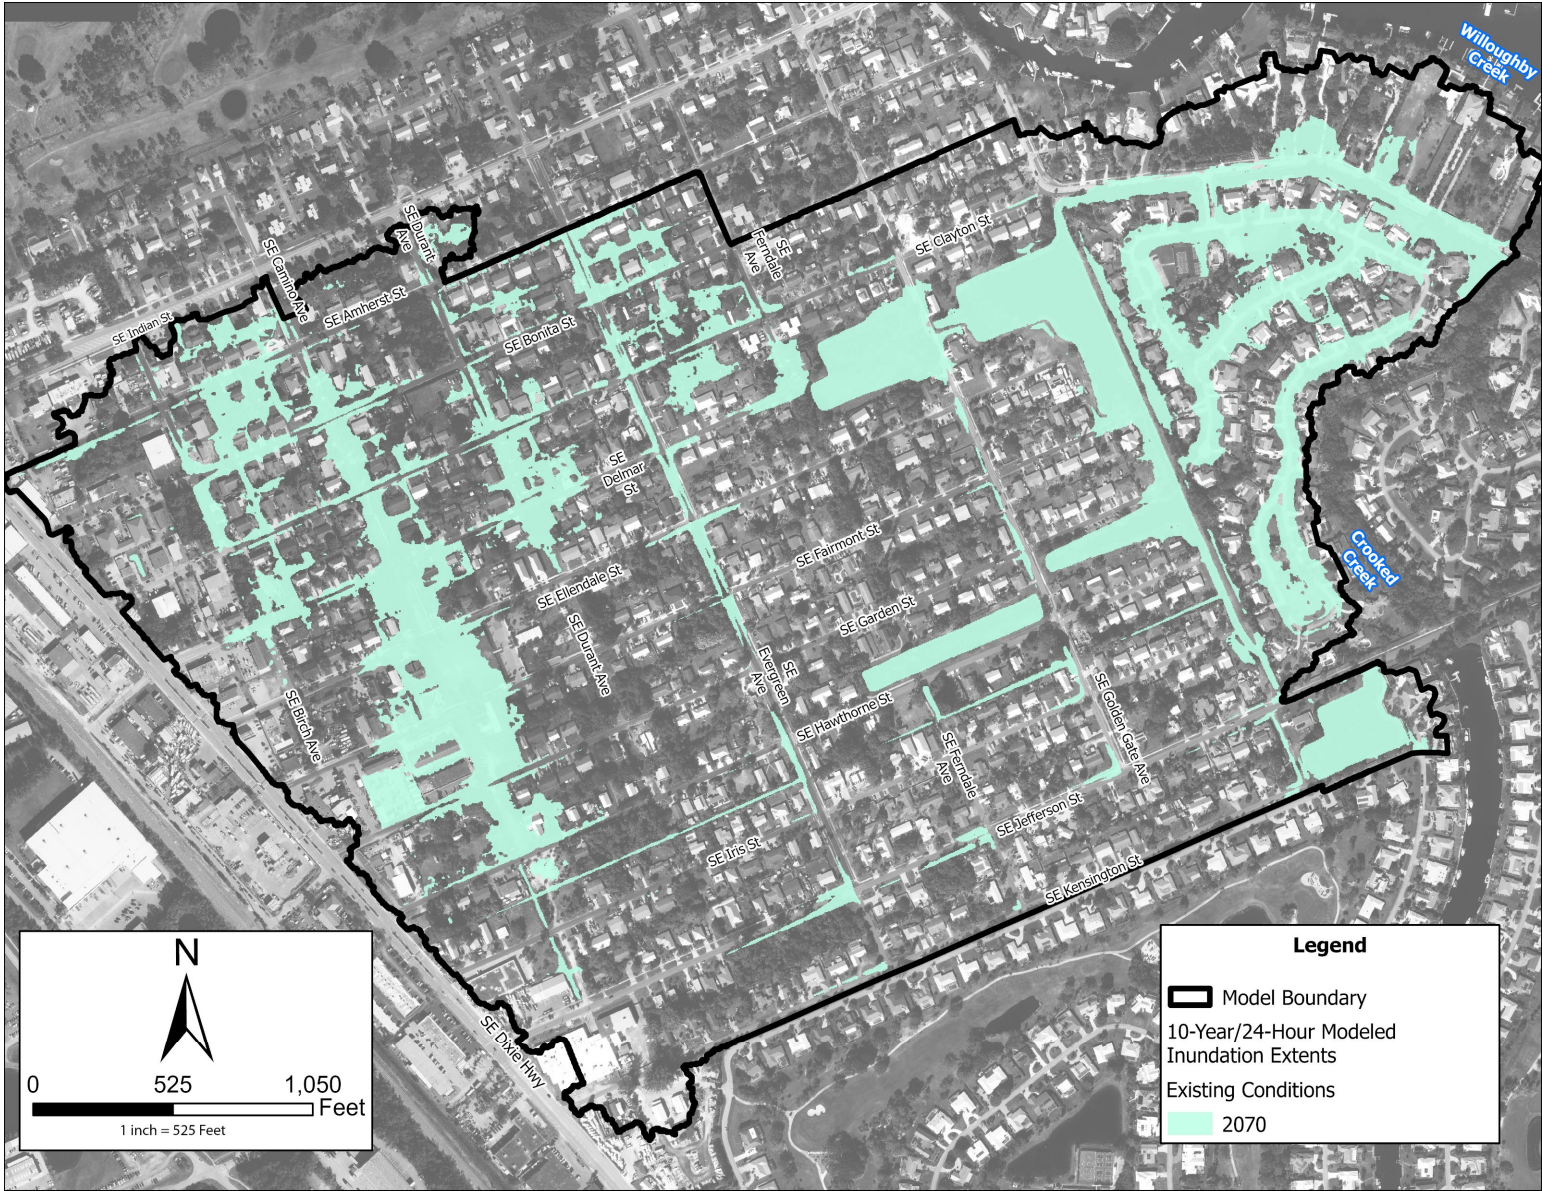 Willoughby
Creek
SE Durant
Ave
SE Camino Ave
SE
Ferndale
Ave
SE Clayton St
SE Amherst St
SE Indian St
SE Bonita St
SE
Delmar
St
SE Fairmont St
Crooked
Creek
SE Ellendale St
SE Garden St
SE Durant Ave
SE
Evergreen
Ave
SE Birch Ave
SE Hawthorne St
SE Golden Gate Ave
SE Ferndale
Ave
SE Jefferson St
SE Iris St
SE Kensington St
SE Dixie Hwy
N
0 525 1,050
Feet
1 inch = 525 Feet
Legend
Model Boundary
10-Year/24-Hour Modeled
Inundation Extents
Existing Conditions
2070